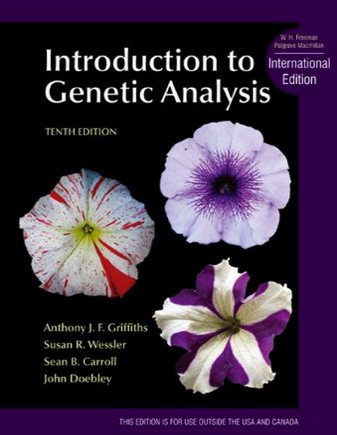 W. H. Freeman
Palgrave Macmillan
International
Edition
Introduction to
Genetic Analysis
TENTH EDITION
Anthony J. F. Griffiths
Susan R. Wessler
Sean B. Carroll
John Doebley
THIS EDITION IS FOR USE OUTSIDE THE USA AND CANADA